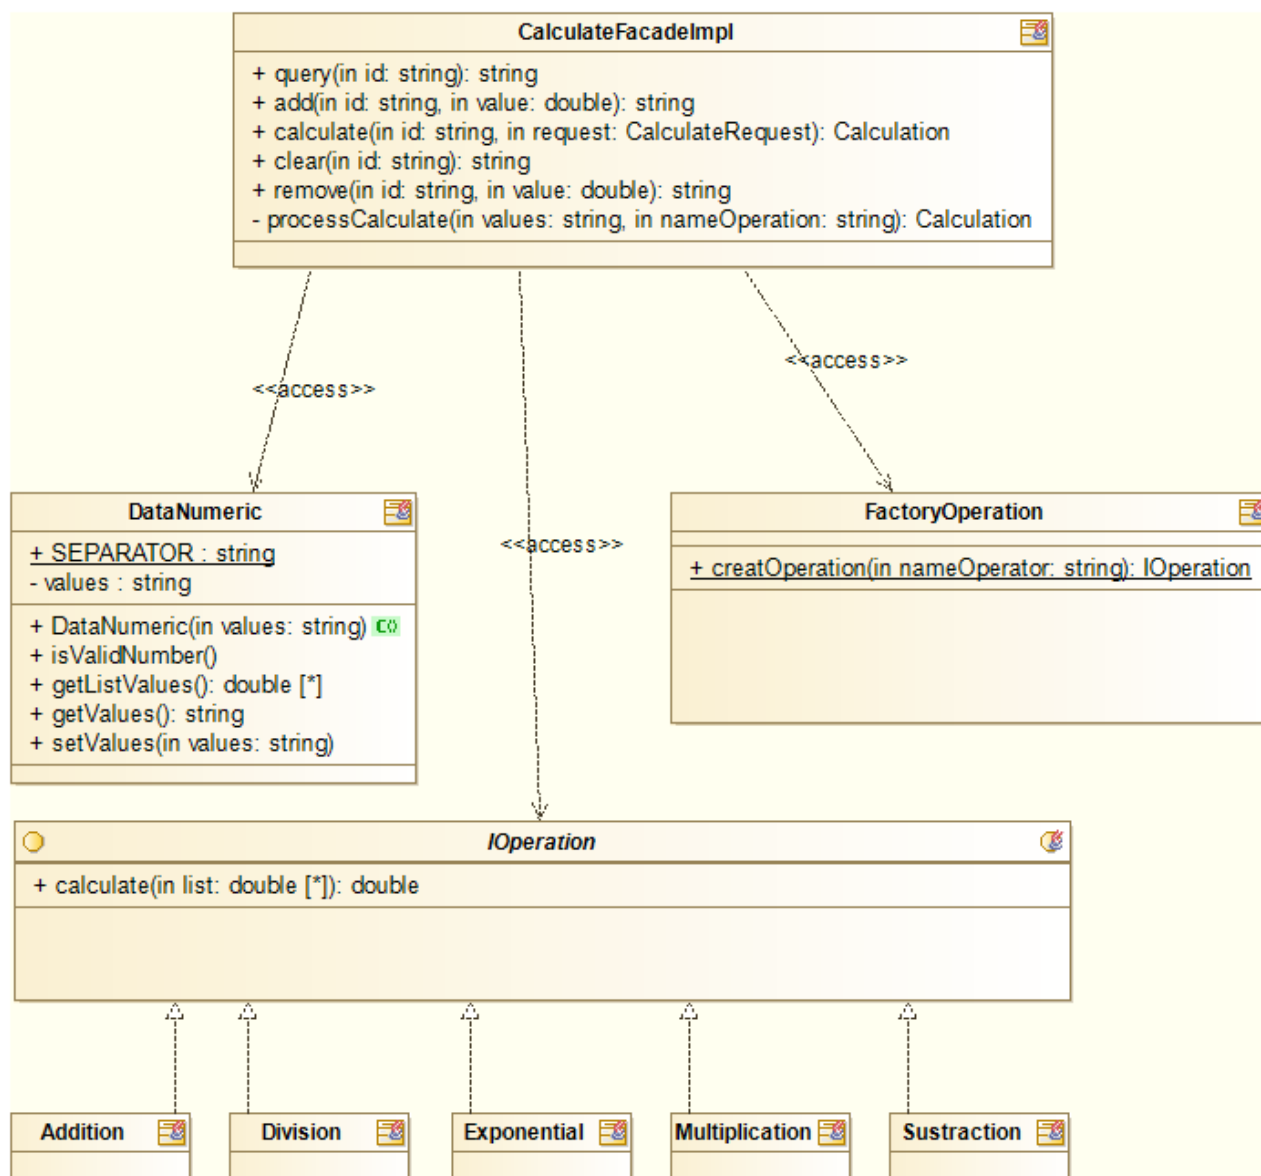 CalculateFacadeImpl
+ query(in id: string): string
+ add(in id: string, in value: double): string
+ calculate(in id: string, in request: CalculateRequest): Calculation
+ clear(in id: string): string
+ remove(in id: string, in value: double): string
- processCalculate(in values: string, in nameOperation: string): Calculation
<<access>>
<<access>>
<<access>>
DataNumeric
+ SEPARATOR : string
- values : string
+ DataNumeric(in values: string) C()
+ isValidNumber()
+ getListValues(): double [*]
+ getValues(): string
+ setValues(in values: string)
FactoryOperation
+ creatOperation(in nameOperator: string): IOperation
IOperation
+ calculate(in list: double [*]): double
Addition
Division
Exponential
Multiplication
Sustraction